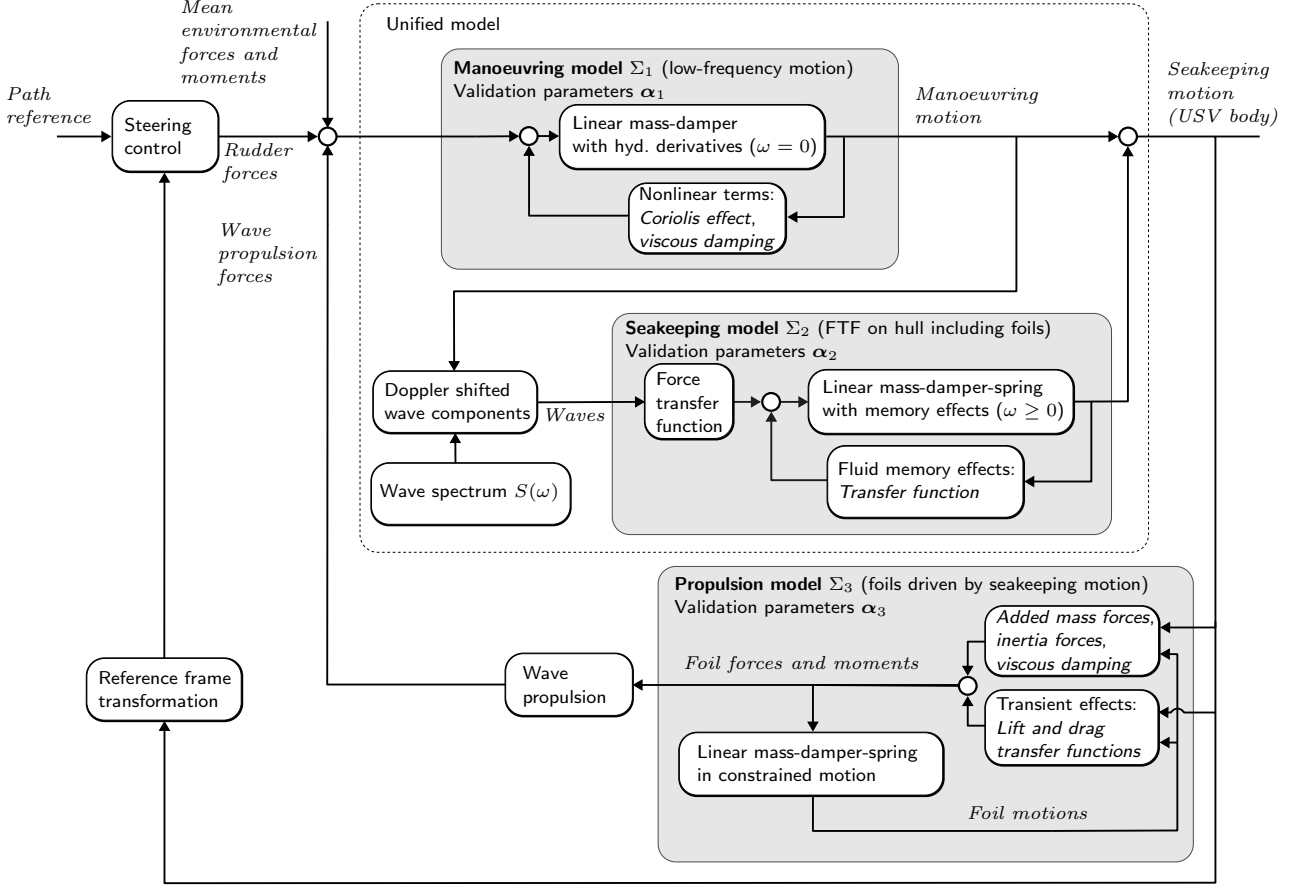 Mean
environmental
forces and
moments
Unified model
Path
reference
Steering
control
Rudder
forces
Wave
propulsion
forces
Manoeuvring model Σ₁ (low-frequency motion)
Validation parameters α₁
Linear mass-damper
with hyd. derivatives (ω = 0)
Nonlinear terms:
Coriolis effect,
viscous damping
Manoeuvring
motion
Seakeeping
motion
(USV body)
Seakeeping model Σ₂ (FTF on hull including foils)
Validation parameters α₂
Doppler shifted
wave components
Waves
Force
transfer
function
Linear mass-damper-spring
with memory effects (ω ≥ 0)
Wave spectrum S(ω)
Fluid memory effects:
Transfer function
Propulsion model Σ₃ (foils driven by seakeeping motion)
Validation parameters α₃
Added mass forces,
inertia forces,
viscous damping
Reference frame
transformation
Wave
propulsion
Foil forces and moments
Transient effects:
Lift and drag
transfer functions
Linear mass-damper-spring
in constrained motion
Foil motions